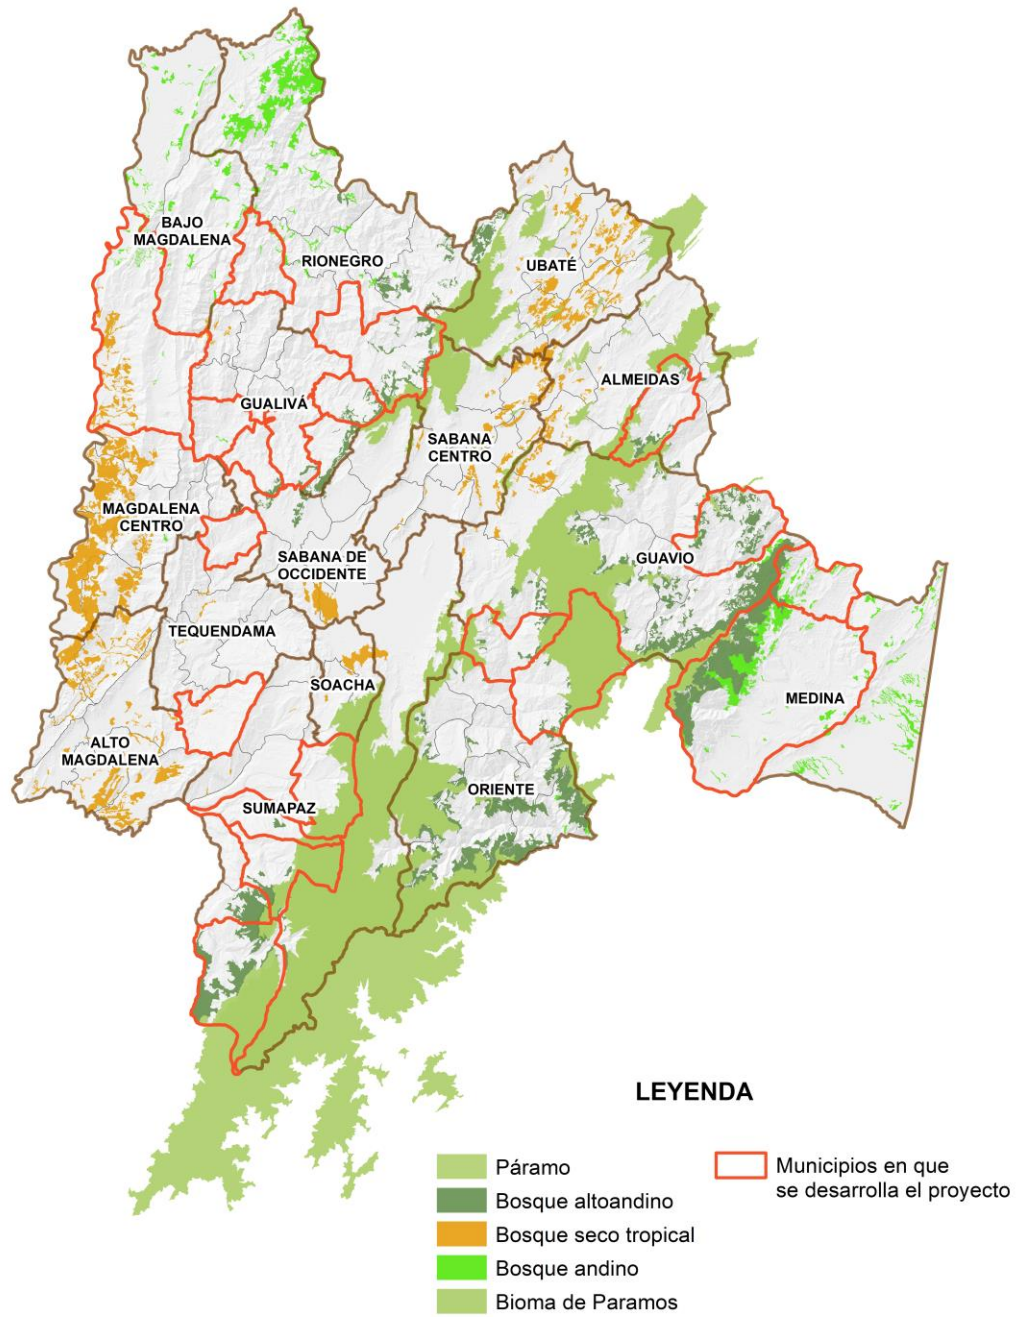 BAJO
MAGDALENA
RIONEGRO
UBATÉ
ALMEIDAS
GUALIVÁ
SABANA
CENTRO
MAGDALENA
CENTRO
SABANA DE
OCCIDENTE
GUAVIO
TEQUENDAMA
SOACHA
MEDINA
ALTO
MAGDALENA
ORIENTE
SUMAPAZ
LEYENDA
Páramo
Bosque altoandino
Bosque seco tropical
Bosque andino
Bioma de Paramos
Municipios en que
se desarrolla el proyecto